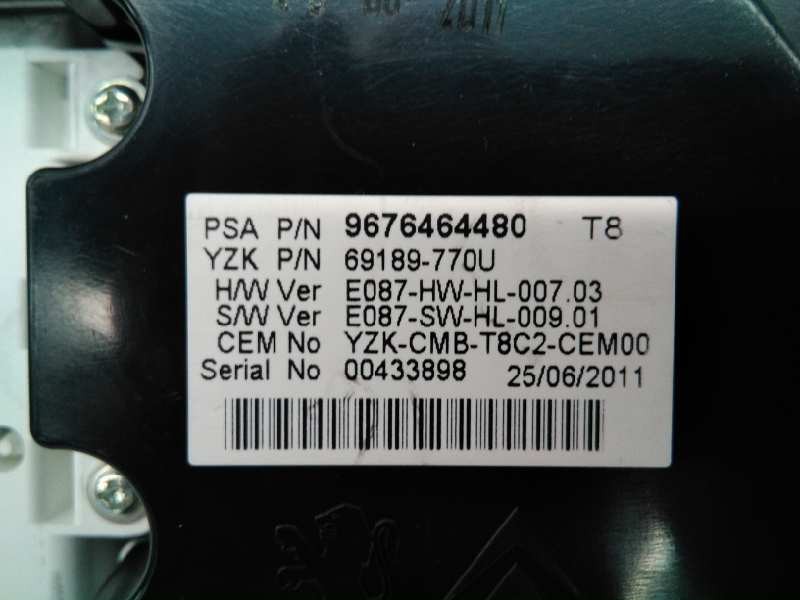 2011
PSA P/N 9676464480 T8
YZK P/N 69189-770U
H/W Ver E087-HW-HL-007.03
S/W Ver E087-SW-HL-009.01
CEM No YZK-CMB-T8C2-CEM00
Serial No 00433898 25/06/2011